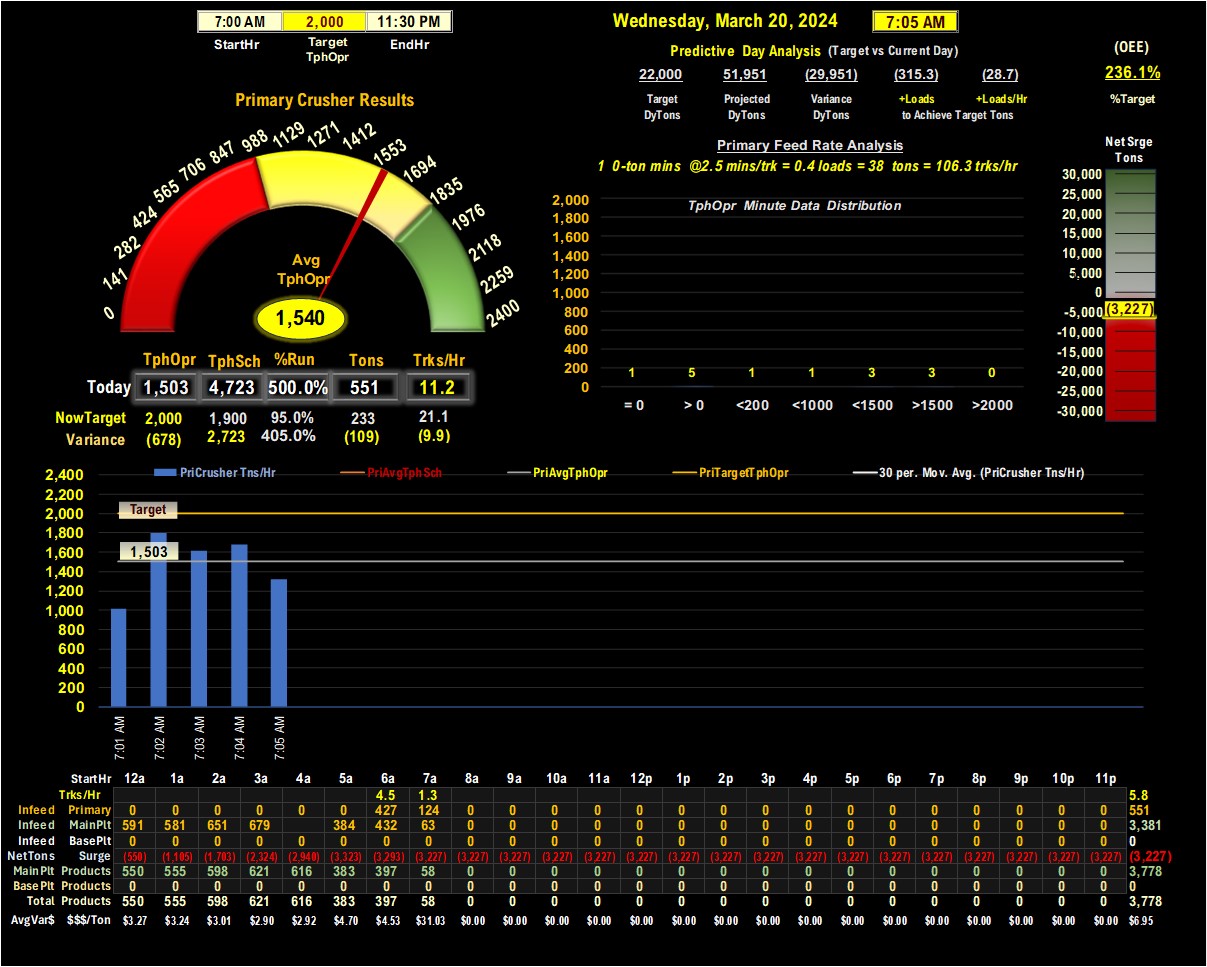 7:00 AM 2,000 11:30 PM
StartHr Target TphOpr EndHr
Wednesday, March 20, 2024 7:05 AM
Predictive Day Analysis (Target vs Current Day)
(OEE)
22,000 51,951 (29,951) (315.3) (28.7) 236.1%
Target Projected Variance +Loads +Loads/Hr %Target
DyTons DyTons DyTons to Achieve Target Tons
Primary Crusher Results
0 141 282 424 565 706 847 988 1129 1271 1412 1553 1694 1835 1976 2118 2259 2400
Avg
TphOpr
1,540
TphOpr TphSch %Run Tons Trks/Hr
Today 1,503 4,723 500.0% 551 11.2
NowTarget 2,000 1,900 95.0% 233 21.1
Variance (678) 2,723 405.0% (109) (9.9)
Primary Feed Rate Analysis
1 0-ton mins @2.5 mins/trk = 0.4 loads = 38 tons = 106.3 trks/hr
TphOpr Minute Data Distribution
2,000
1,800
1,600
1,400
1,200
1,000
800
600
400
200
0
1 5 1 1 3 3 0
= 0 > 0 <200 <1000 <1500 >1500 >2000
Net Srge
Tons
30,000
25,000
20,000
15,000
10,000
5,000
0
-5,000 (3,227)
-10,000
-15,000
-20,000
-25,000
-30,000
PriCrusher Tns/Hr PriAvgTphSch PriAvgTphOpr PriTargetTphOpr 30 per. Mov. Avg. (PriCrusher Tns/Hr)
2,400
2,200
2,000
1,800
1,600
1,400
1,200
1,000
800
600
400
200
0
Target
1,503
7:01 AM 7:02 AM 7:03 AM 7:04 AM 7:05 AM
StartHr 12a 1a 2a 3a 4a 5a 6a 7a 8a 9a 10a 11a 12p 1p 2p 3p 4p 5p 6p 7p 8p 9p 10p 11p
Trks/Hr 4.5 1.3 5.8
Infeed Primary 0 0 0 0 0 0 427 124 0 0 0 0 0 0 0 0 0 0 0 0 0 0 0 0 551
Infeed MainPlt 591 581 651 679 384 432 63 0 0 0 0 0 0 0 0 0 0 0 0 0 0 0 0 3,381
Infeed BasePlt 0 0 0 0 0 0 0 0 0 0 0 0 0 0 0 0 0 0 0 0 0 0 0 0 0
NetTons Surge (550) (1,105) (1,703) (2,324) (2,940) (3,323) (3,293) (3,227) (3,227) (3,227) (3,227) (3,227) (3,227) (3,227) (3,227) (3,227) (3,227) (3,227) (3,227) (3,227) (3,227) (3,227) (3,227) (3,227) (3,227)
MainPlt Products 550 555 598 621 616 383 397 58 0 0 0 0 0 0 0 0 0 0 0 0 0 0 0 0 3,778
BasePlt Products 0 0 0 0 0 0 0 0 0 0 0 0 0 0 0 0 0 0 0 0 0 0 0 0 0
Total Products 550 555 598 621 616 383 397 58 0 0 0 0 0 0 0 0 0 0 0 0 0 0 0 0 3,778
AvgVar$ $$$/Ton $3.27 $3.24 $3.01 $2.90 $2.92 $4.70 $4.53 $31.03 $0.00 $0.00 $0.00 $0.00 $0.00 $0.00 $0.00 $0.00 $0.00 $0.00 $0.00 $0.00 $0.00 $0.00 $0.00 $0.00 $6.95